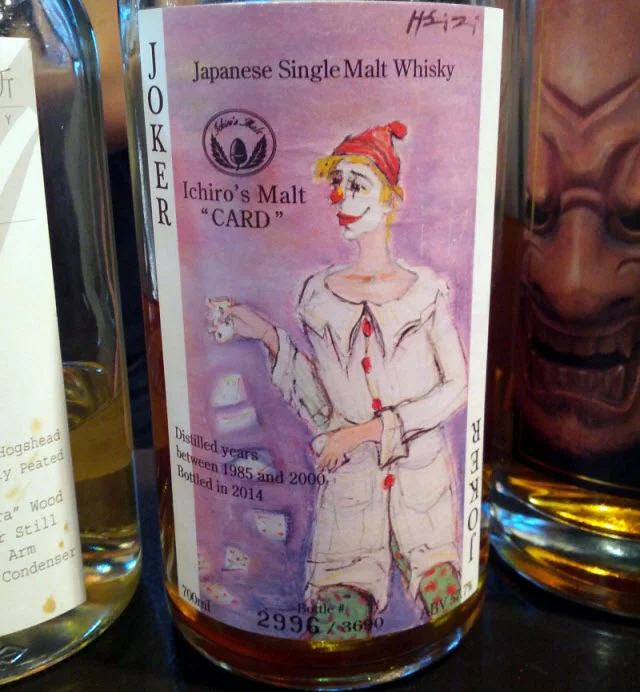 JOKER
Japanese Single Malt Whisky
Ichiro's Malt
Ichiro's Malt
"CARD"
Distilled years
between 1985 and 2000,
Bottled in 2014
700ml
Bottle #
2996 / 3690
ABV
JOKER
Hogshead
Peated
Wood
Still
Arm
Condenser